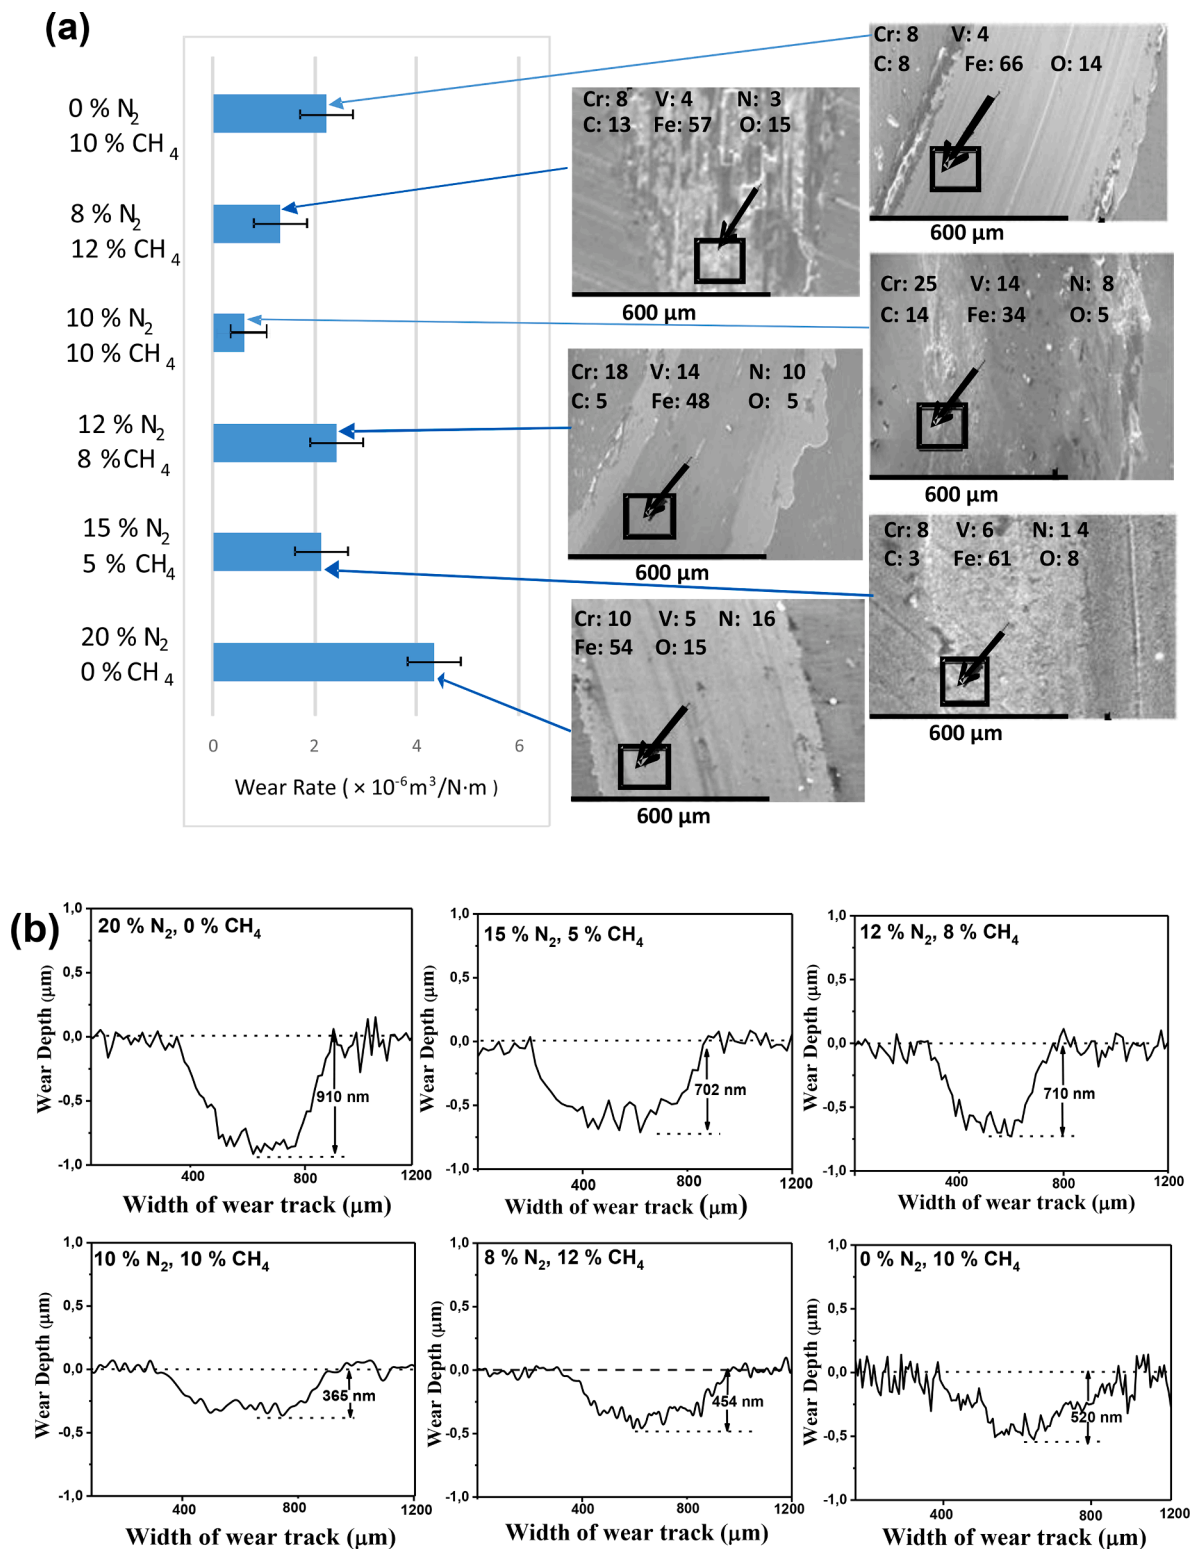 (a)
0 % N2
10 % CH4
8 % N2
12 % CH4
10 % N2
10 % CH4
12 % N2
8 % CH4
15 % N2
5 % CH4
20 % N2
0 % CH4
0 2 4 6
Wear Rate ( × 10-6m3/N·m )
Cr: 8 V: 4
C: 8 Fe: 66 O: 14
600 µm
Cr: 8 V: 4 N: 3
C: 13 Fe: 57 O: 15
600 µm
Cr: 25 V: 14 N: 8
C: 14 Fe: 34 O: 5
600 µm
Cr: 18 V: 14 N: 10
C: 5 Fe: 48 O: 5
600 µm
Cr: 8 V: 6 N: 1 4
C: 3 Fe: 61 O: 8
600 µm
Cr: 10 V: 5 N: 16
Fe: 54 O: 15
600 µm
(b)
20 % N2, 0 % CH4
1,0
0,5
0,0
-0,5
-1,0
Wear Depth (µm)
910 nm
400 800 1200
Width of wear track (µm)
15 % N2, 5 % CH4
1,0
0,5
0,0
-0,5
-1,0
Wear Depth (µm)
702 nm
400 800 1200
Width of wear track (µm)
12 % N2, 8 % CH4
1,0
0,5
0,0
-0,5
-1,0
Wear Depth (µm)
710 nm
400 800 1200
Width of wear track (µm)
10 % N2, 10 % CH4
1,0
0,5
0,0
-0,5
-1,0
Wear Depth (µm)
365 nm
400 800 1200
Width of wear track (µm)
8 % N2, 12 % CH4
1,0
0,5
0,0
-0,5
-1,0
Wear Depth (µm)
454 nm
400 800 1200
Width of wear track (µm)
0 % N2, 10 % CH4
1,0
0,5
0,0
-0,5
-1,0
Wear Depth (µm)
520 nm
400 800 1200
Width of wear track (µm)